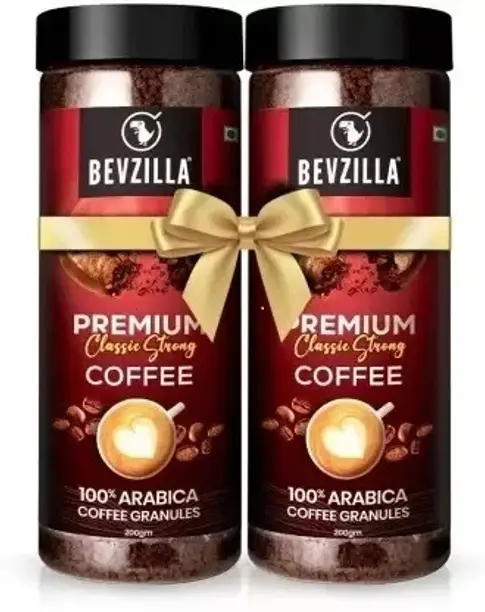 BEVZILLA
PREMIUM
Classic Strong
COFFEE
100% ARABICA
COFFEE GRANULES
200gm
BEVZILLA
PREMIUM
Classic Strong
COFFEE
100% ARABICA
COFFEE GRANULES
200gm